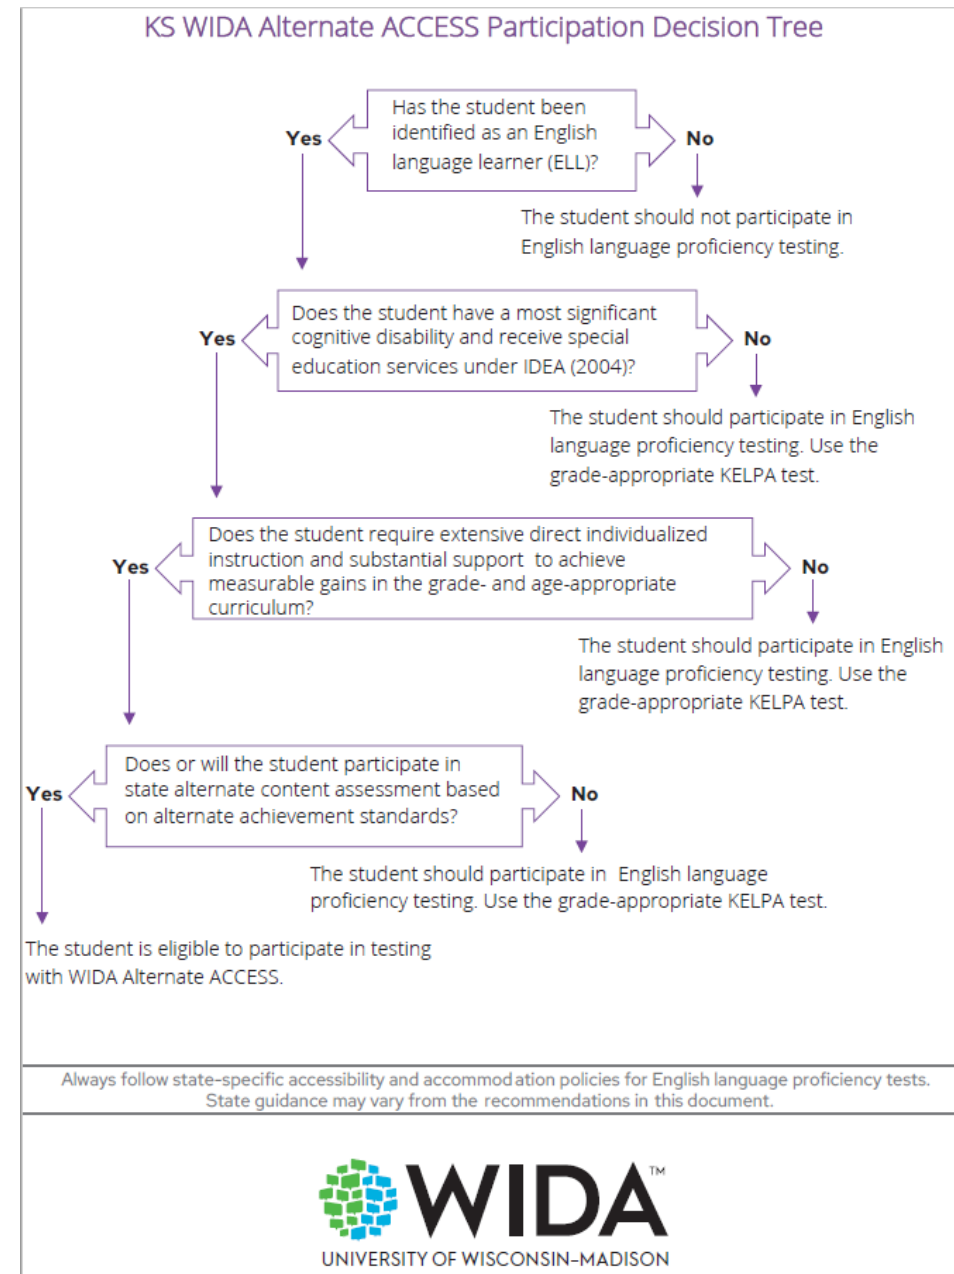 KS WIDA Alternate ACCESS Participation Decision Tree
Has the student been
identified as an English
language learner (ELL)?
Yes
No
The student should not participate in
English language proficiency testing.
Does the student have a most significant
cognitive disability and receive special
education services under IDEA (2004)?
Yes
No
The student should participate in English
language proficiency testing. Use the
grade-appropriate KELPA test.
Does the student require extensive direct individualized
instruction and substantial support to achieve
measurable gains in the grade- and age-appropriate
curriculum?
Yes
No
The student should participate in English
language proficiency testing. Use the
grade-appropriate KELPA test.
Does or will the student participate in
state alternate content assessment based
on alternate achievement standards?
Yes
No
The student should participate in English language
proficiency testing. Use the grade-appropriate KELPA test.
The student is eligible to participate in testing
with WIDA Alternate ACCESS.
Always follow state-specific accessibility and accommodation policies for English language proficiency tests.
State guidance may vary from the recommendations in this document.
WIDA™
UNIVERSITY OF WISCONSIN–MADISON